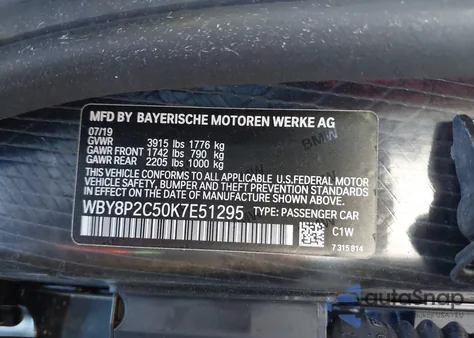 MFD BY BAYERISCHE MOTOREN WERKE AG
07/19
GVWR 3915 lbs 1776 kg
GAWR FRONT 1742 lbs 790 kg
GAWR REAR 2205 lbs 1000 kg
THIS VEHICLE CONFORMS TO ALL APPLICABLE U.S.FEDERAL MOTOR
VEHICLE SAFETY, BUMPER AND THEFT PREVENTION STANDARDS
IN EFFECT ON THE DATE OF MANUFACTURE SHOWN ABOVE.
WBY8P2C50K7E51295 TYPE: PASSENGER CAR
C1W
7 315 814
BMW
autoSnap